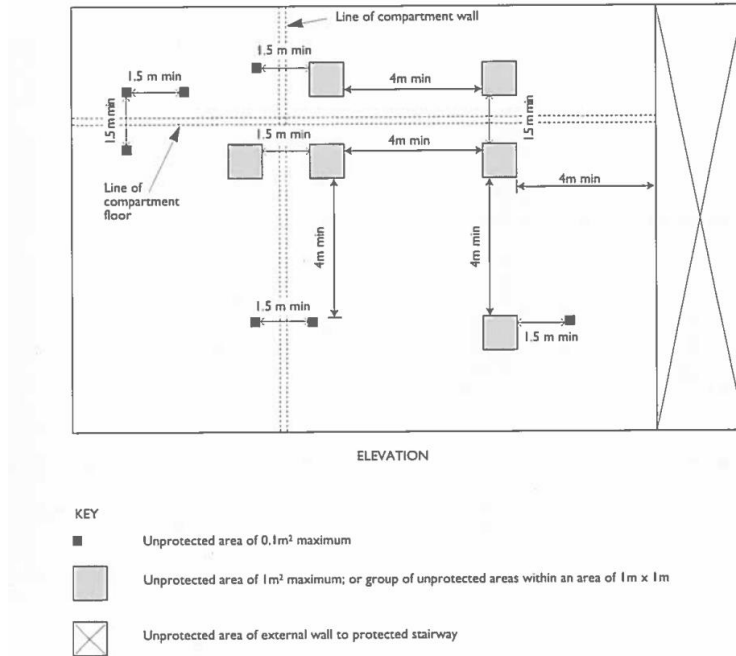 Line of compartment wall
1.5 m min
1.5 m min
4m min
1.5m min
1.5m min
1.5 m min
4m min
Line of
compartment
floor
4m min
4m min
4m min
1.5 m min
1.5 m min
ELEVATION
KEY
Unprotected area of 0.1m² maximum
Unprotected area of 1m² maximum; or group of unprotected areas within an area of 1m x 1m
Unprotected area of external wall to protected stairway